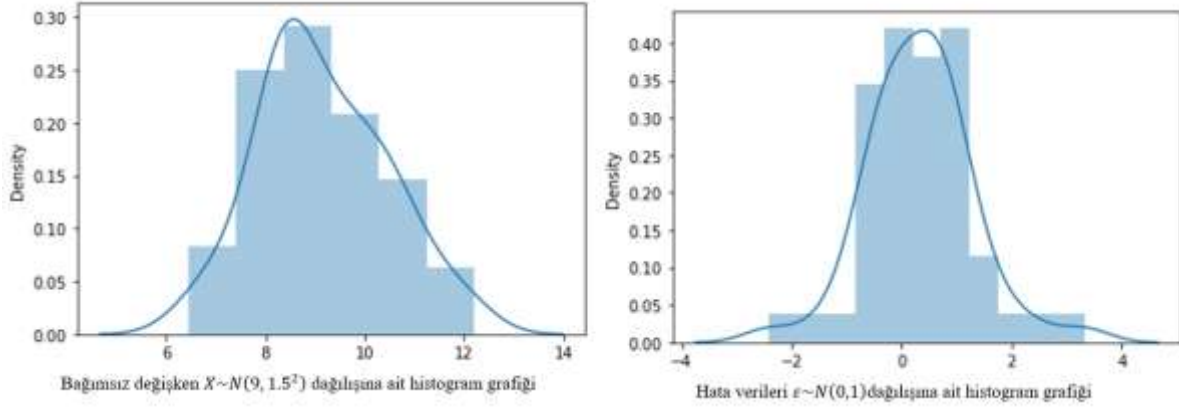 0.30
0.25
0.20
0.15
0.10
0.05
0.00
Density
6 8 10 12 14
Bağımsız değişken X~N(9, 1.5²) dağılışına ait histogram grafiği
0.40
0.35
0.30
0.25
0.20
0.15
0.10
0.05
0.00
Density
−4 −2 0 2 4
Hata verileri ε~N(0,1)dağılışına ait histogram grafiği